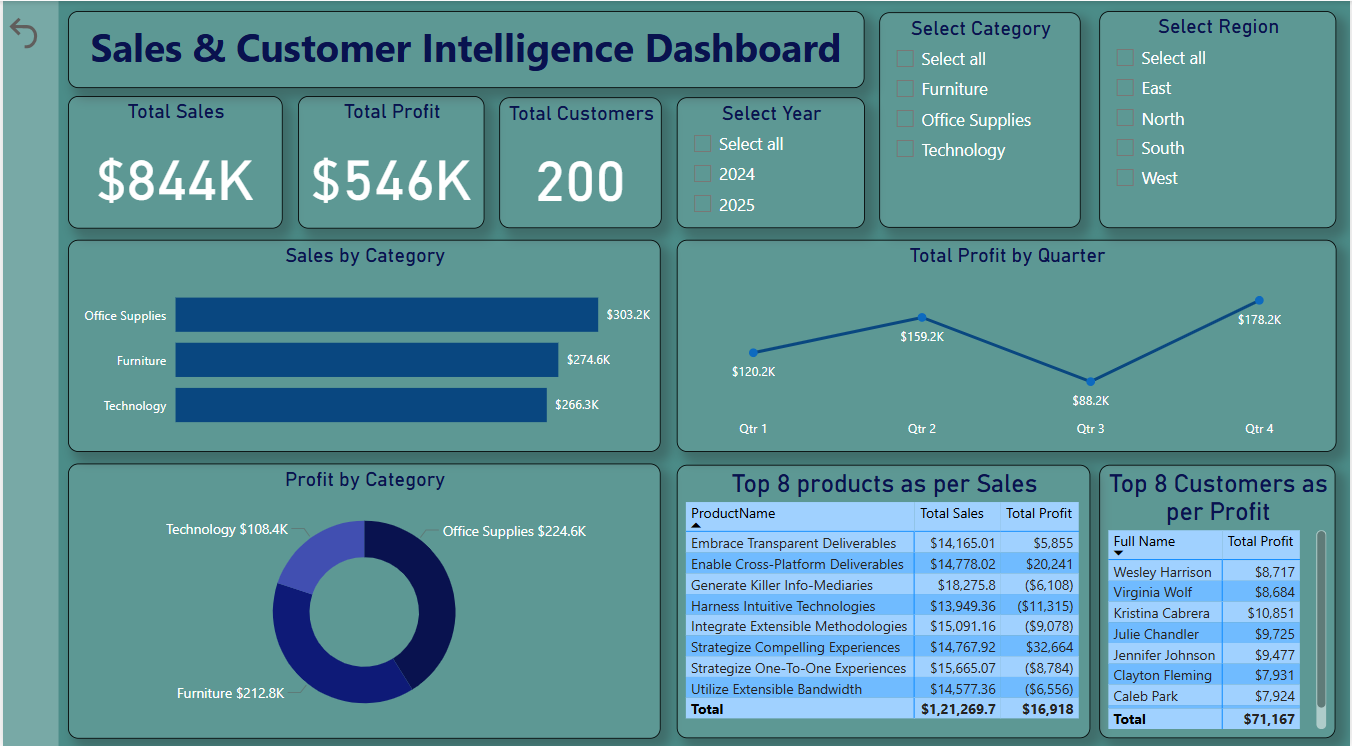 Sales & Customer Intelligence Dashboard
Select Category
Select all
Furniture
Office Supplies
Technology
Select Region
Select all
East
North
South
West
Total Sales
$844K
Total Profit
$546K
Total Customers
200
Select Year
Select all
2024
2025
Sales by Category
Office Supplies $303.2K
Furniture $274.6K
Technology $266.3K
Total Profit by Quarter
$120.2K
$159.2K
$88.2K
$178.2K
Qtr 1 Qtr 2 Qtr 3 Qtr 4
Profit by Category
Technology $108.4K
Office Supplies $224.6K
Furniture $212.8K
Top 8 products as per Sales
ProductName Total Sales Total Profit
Embrace Transparent Deliverables $14,165.01 $5,855
Enable Cross-Platform Deliverables $14,778.02 $20,241
Generate Killer Info-Mediaries $18,275.8 ($6,108)
Harness Intuitive Technologies $13,949.36 ($11,315)
Integrate Extensible Methodologies $15,091.16 ($9,078)
Strategize Compelling Experiences $14,767.92 $32,664
Strategize One-To-One Experiences $15,665.07 ($8,784)
Utilize Extensible Bandwidth $14,577.36 ($6,556)
Total $1,21,269.7 $16,918
Top 8 Customers as
per Profit
Full Name Total Profit
Wesley Harrison $8,717
Virginia Wolf $8,684
Kristina Cabrera $10,851
Julie Chandler $9,725
Jennifer Johnson $9,477
Clayton Fleming $7,931
Caleb Park $7,924
Total $71,167